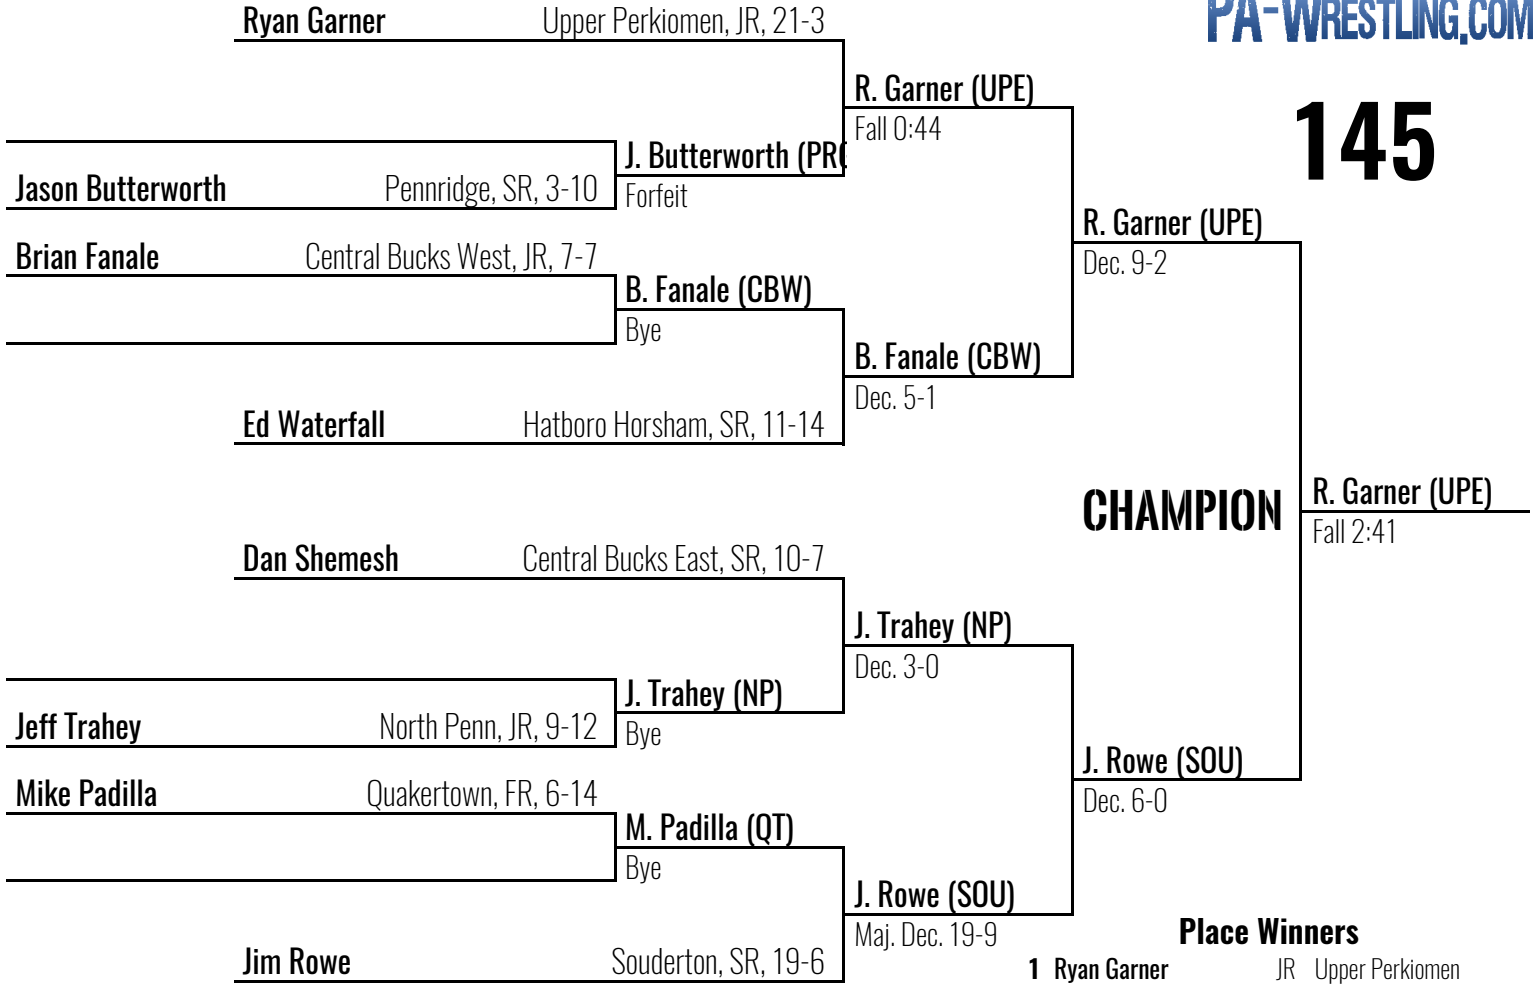 Ryan Garner Upper Perkiomen, JR, 21-3
PA-WRESTLING.COM
145
R. Garner (UPE)
Fall 0:44
J. Butterworth (PRO
Jason Butterworth Pennridge, SR, 3-10
Forfeit
R. Garner (UPE)
Dec. 9-2
Brian Fanale Central Bucks West, JR, 7-7
B. Fanale (CBW)
Bye
B. Fanale (CBW)
Dec. 5-1
Ed Waterfall Hatboro Horsham, SR, 11-14
CHAMPION
R. Garner (UPE)
Fall 2:41
Dan Shemesh Central Bucks East, SR, 10-7
J. Trahey (NP)
Dec. 3-0
J. Trahey (NP)
Jeff Trahey North Penn, JR, 9-12
Bye
J. Rowe (SOU)
Dec. 6-0
Mike Padilla Quakertown, FR, 6-14
M. Padilla (QT)
Bye
J. Rowe (SOU)
Maj. Dec. 19-9
Jim Rowe Souderton, SR, 19-6
Place Winners
1 Ryan Garner JR Upper Perkiomen